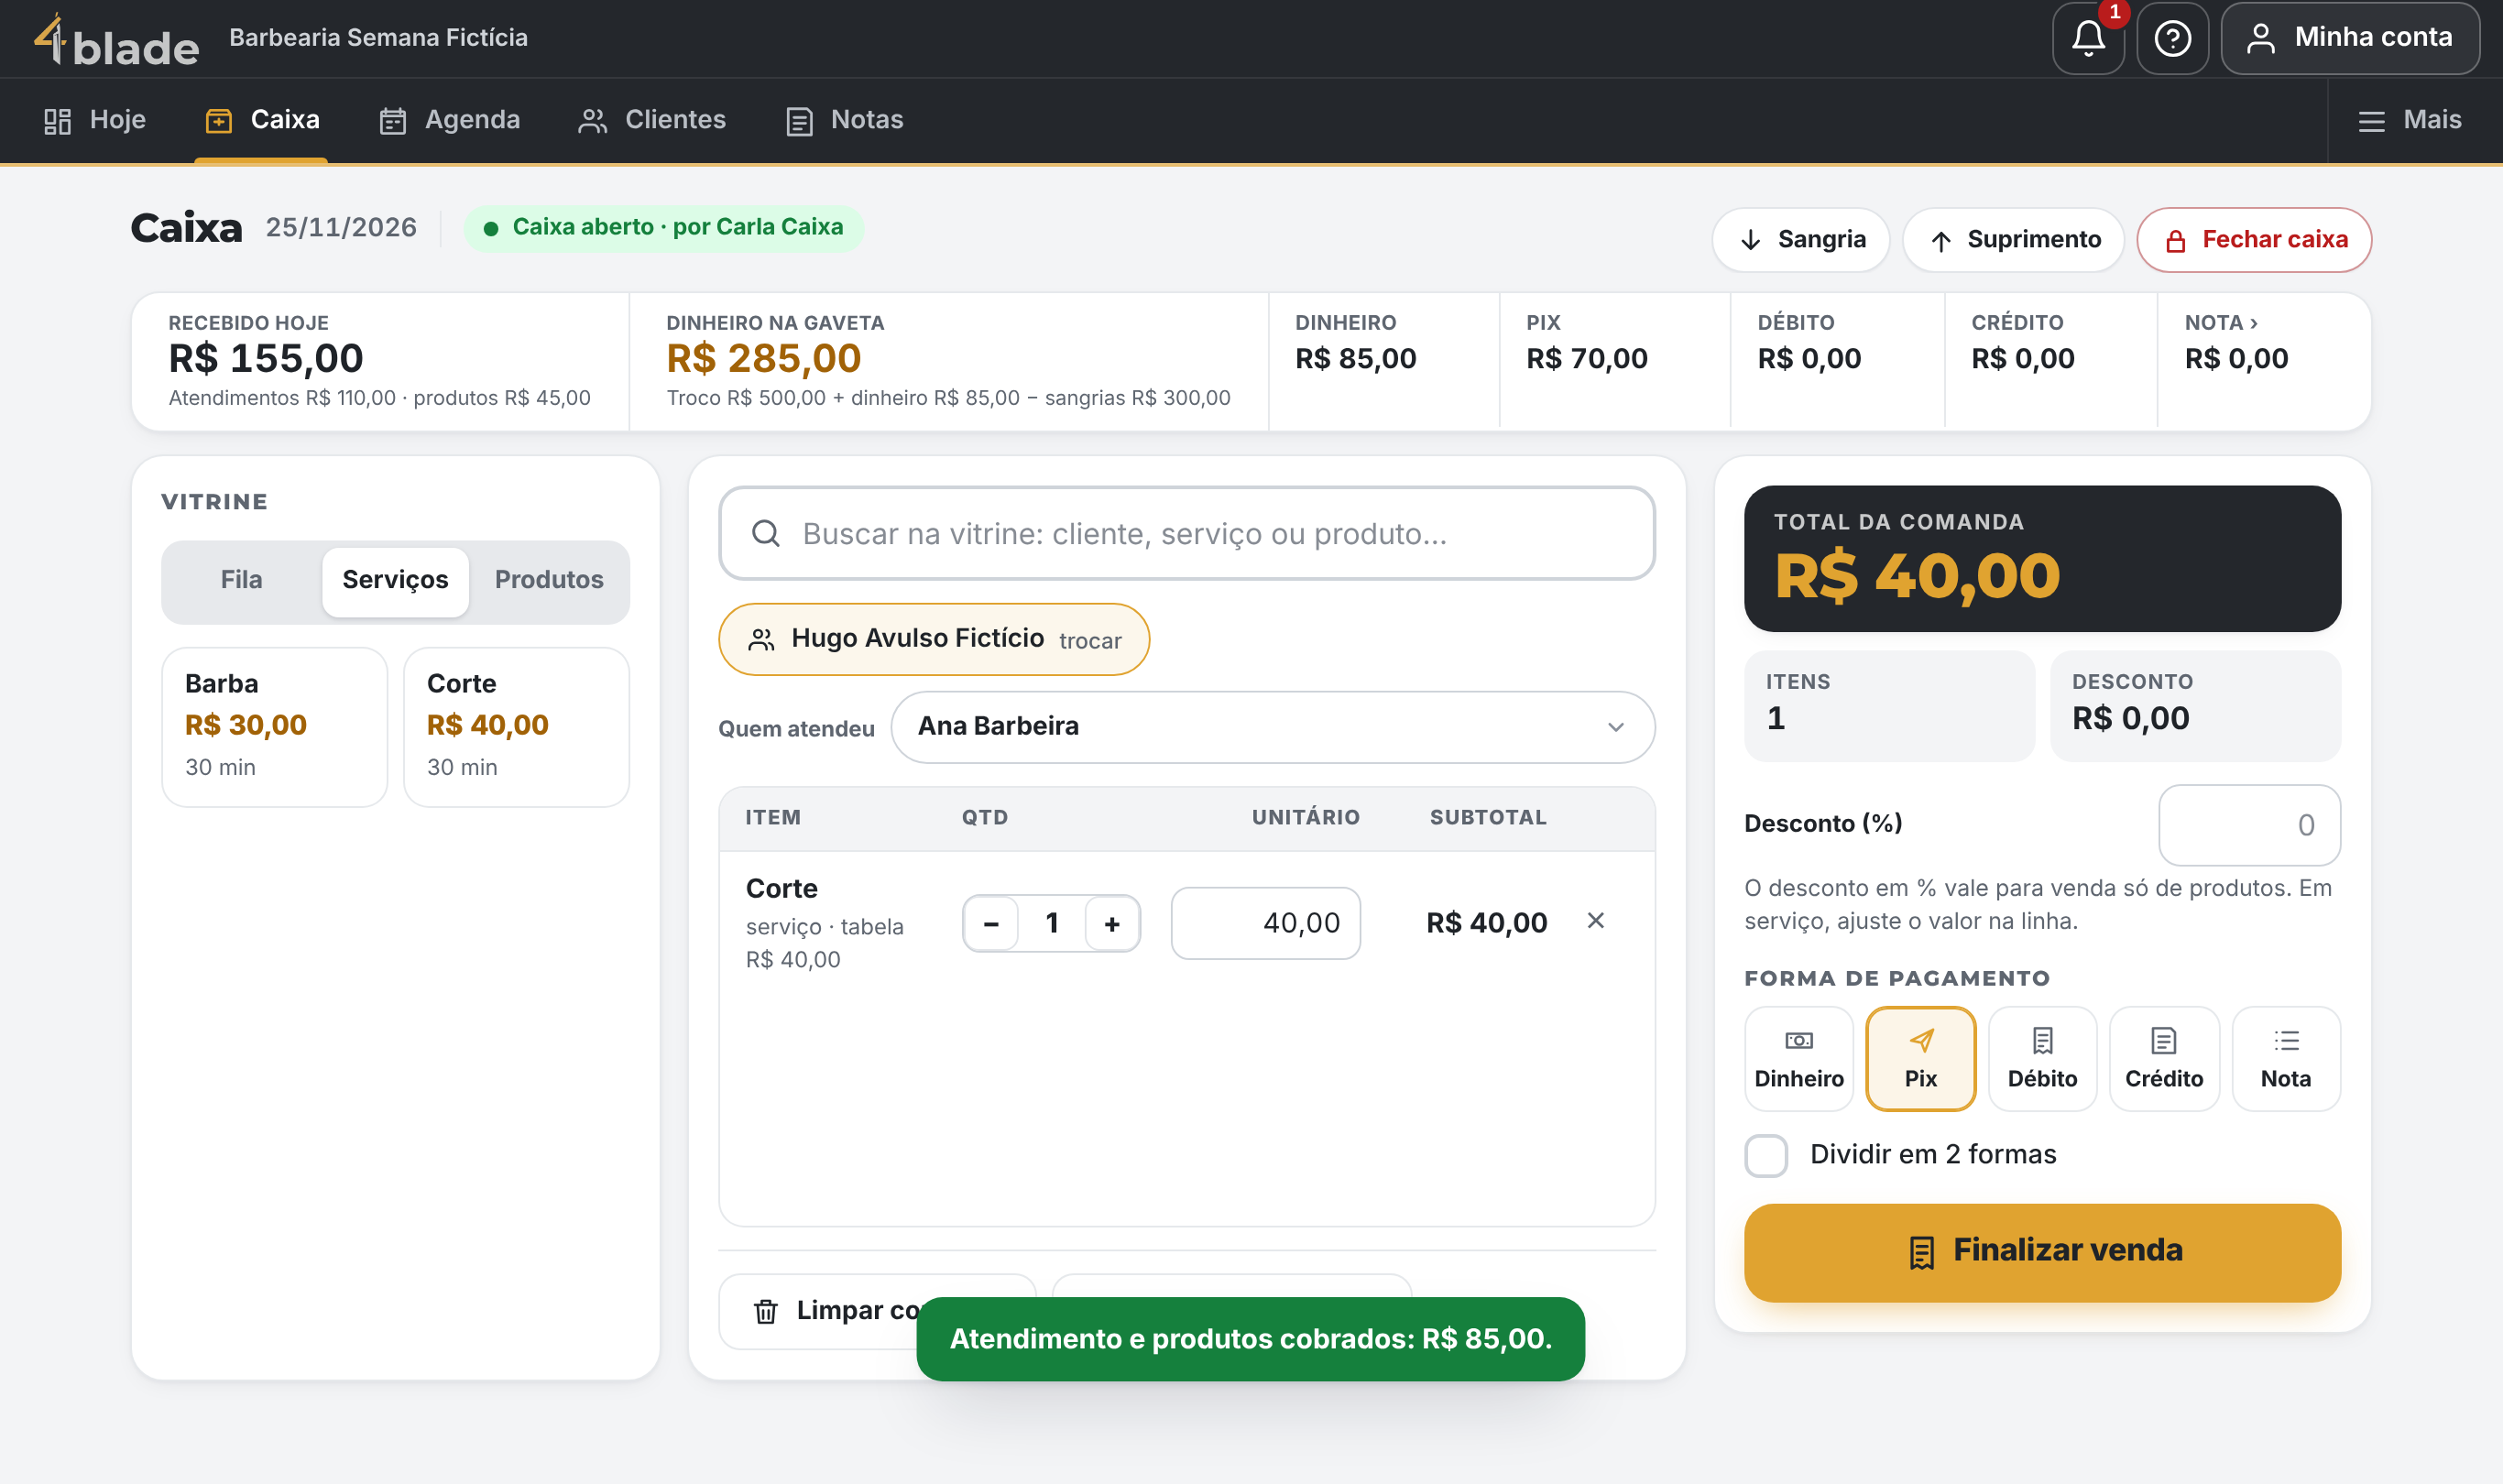 4blade
Barbearia Semana Fictícia
1
Minha conta
Hoje
Caixa
Agenda
Clientes
Notas
Mais
Caixa 25/11/2026
Caixa aberto · por Carla Caixa
Sangria
Suprimento
Fechar caixa
RECEBIDO HOJE
R$ 155,00
Atendimentos R$ 110,00 · produtos R$ 45,00
DINHEIRO NA GAVETA
R$ 285,00
Troco R$ 500,00 + dinheiro R$ 85,00 − sangrias R$ 300,00
DINHEIRO
R$ 85,00
PIX
R$ 70,00
DÉBITO
R$ 0,00
CRÉDITO
R$ 0,00
NOTA ›
R$ 0,00
VITRINE
Fila
Serviços
Produtos
Barba
R$ 30,00
30 min
Corte
R$ 40,00
30 min
Buscar na vitrine: cliente, serviço ou produto...
Hugo Avulso Fictício trocar
Quem atendeu
Ana Barbeira
ITEM QTD UNITÁRIO SUBTOTAL
Corte
serviço · tabela
R$ 40,00
− 1 +
40,00
R$ 40,00 ×
Limpar co
Atendimento e produtos cobrados: R$ 85,00.
TOTAL DA COMANDA
R$ 40,00
ITENS
1
DESCONTO
R$ 0,00
Desconto (%)
0
O desconto em % vale para venda só de produtos. Em
serviço, ajuste o valor na linha.
FORMA DE PAGAMENTO
Dinheiro
Pix
Débito
Crédito
Nota
Dividir em 2 formas
Finalizar venda